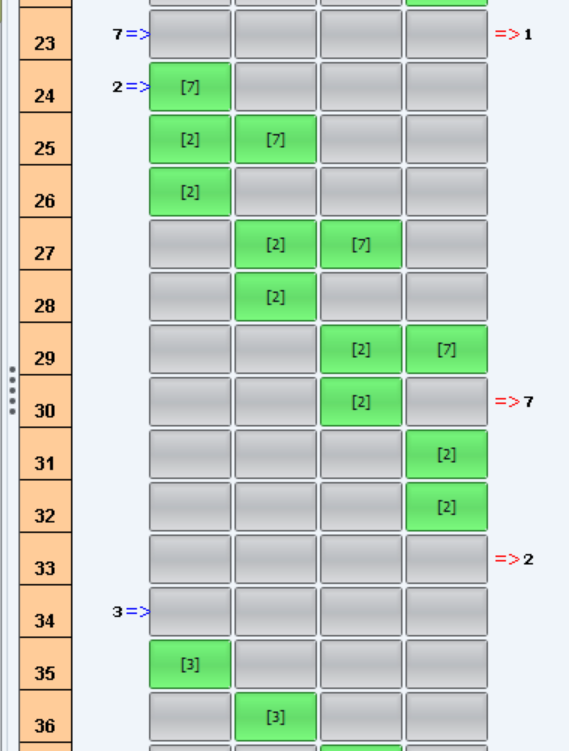 23 7=> =>1
24 2=> [7]
25 [2] [7]
26 [2]
27 [2] [7]
28 [2]
29 [2] [7]
30 [2] =>7
31 [2]
32 [2]
33 =>2
34 3=>
35 [3]
36 [3]